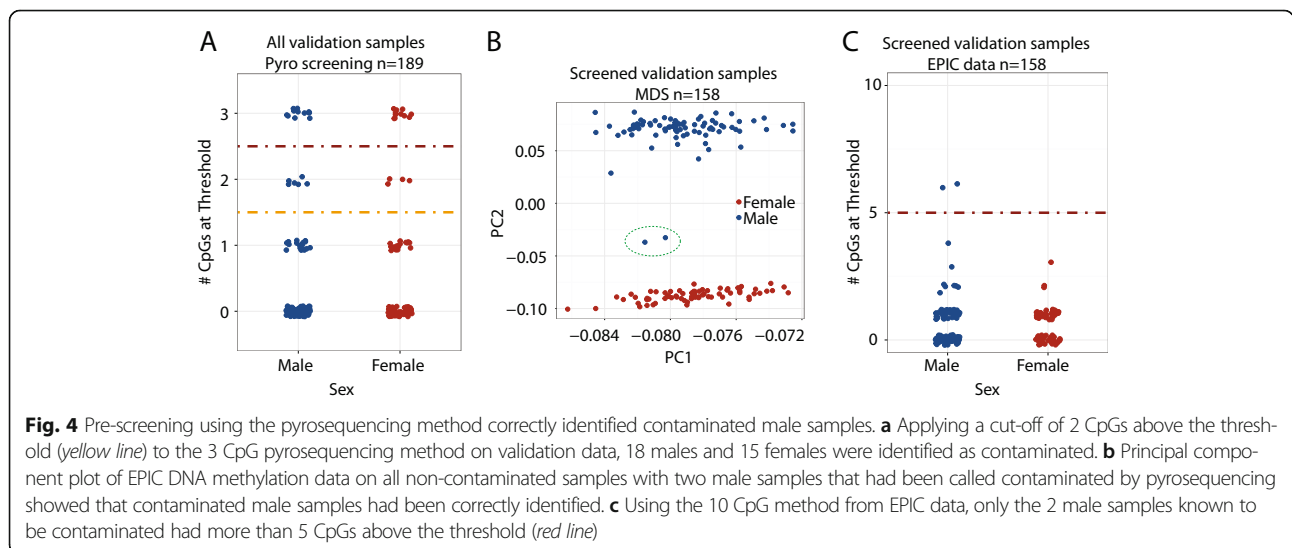 A
All validation samples
Pyro screening n=189
# CpGs at Threshold
3
2
1
0
Male
Female
Sex
B
Screened validation samples
MDS n=158
PC2
0.05
0.00
−0.05
−0.10
Female
Male
−0.084
−0.080
−0.076
−0.072
PC1
C
Screened validation samples
EPIC data n=158
# CpGs at Threshold
10
5
0
Male
Female
Sex
Fig. 4 Pre-screening using the pyrosequencing method correctly identified contaminated male samples. a Applying a cut-off of 2 CpGs above the thresh-
old (yellow line) to the 3 CpG pyrosequencing method on validation data, 18 males and 15 females were identified as contaminated. b Principal compo-
nent plot of EPIC DNA methylation data on all non-contaminated samples with two male samples that had been called contaminated by pyrosequencing
showed that contaminated male samples had been correctly identified. c Using the 10 CpG method from EPIC data, only the 2 male samples known to
be contaminated had more than 5 CpGs above the threshold (red line)